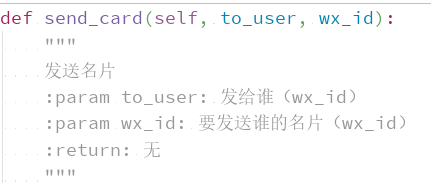 def send_card(self, to_user, wx_id):
"""
发送名片
:param to_user: 发给谁（wx_id）
:param wx_id: 要发送谁的名片（wx_id）
:return: 无
"""